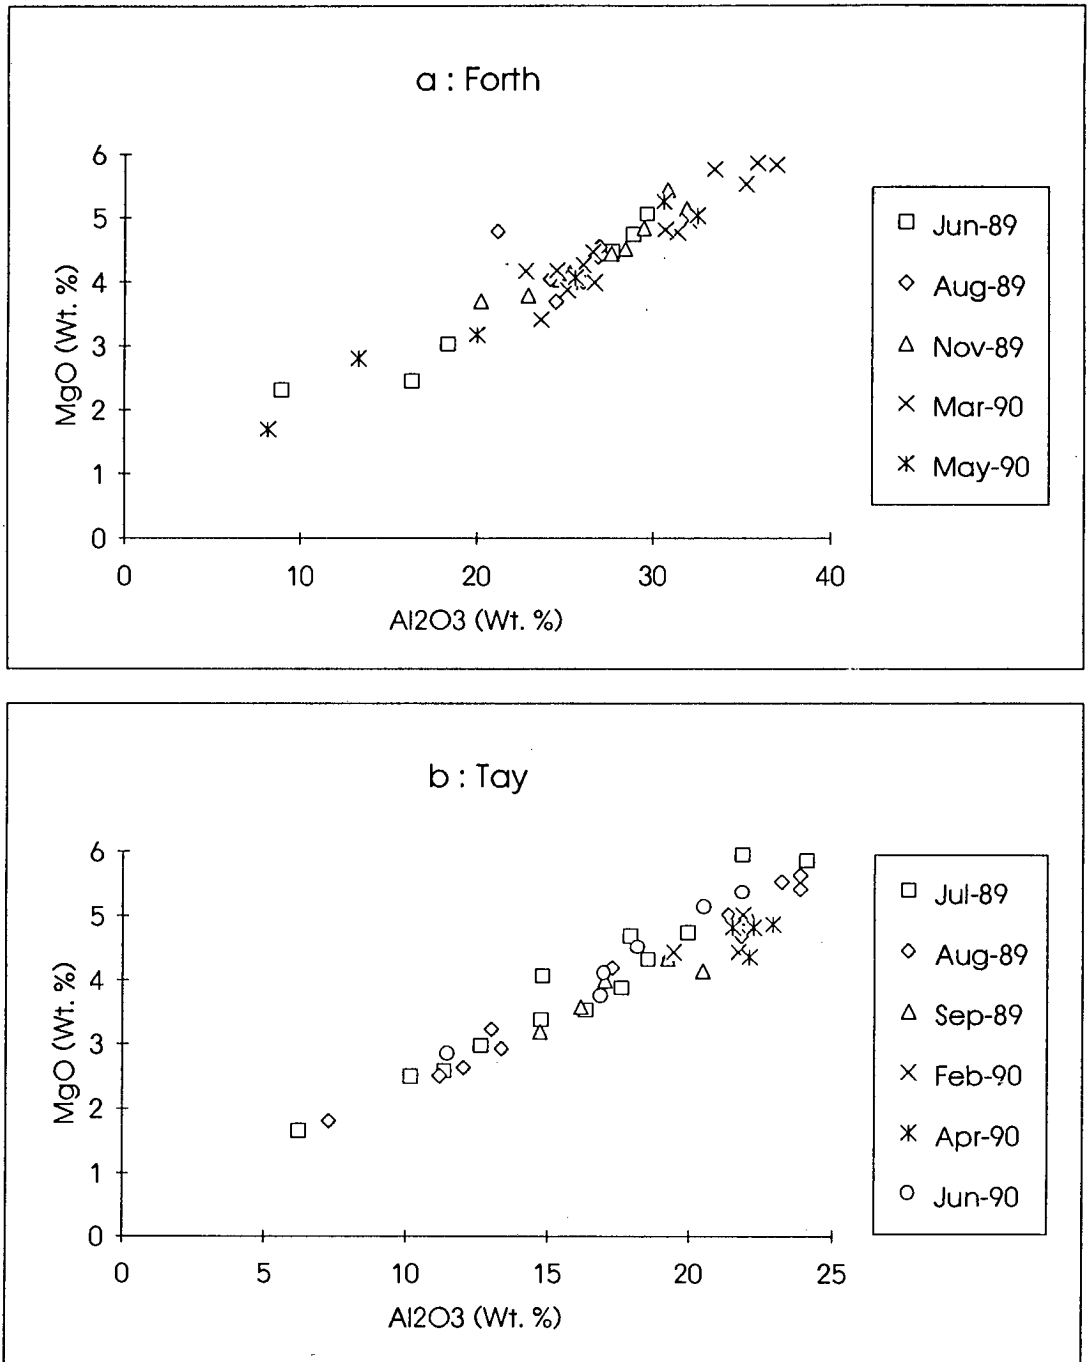 a : Forth
6
5
4
3
2
1
0
MgO (Wt. %)
0 10 20 30 40
Al2O3 (Wt. %)
Jun-89
Aug-89
Nov-89
Mar-90
May-90
b : Tay
6
5
4
3
2
1
0
MgO (Wt. %)
0 5 10 15 20 25
Al2O3 (Wt. %)
Jul-89
Aug-89
Sep-89
Feb-90
Apr-90
Jun-90